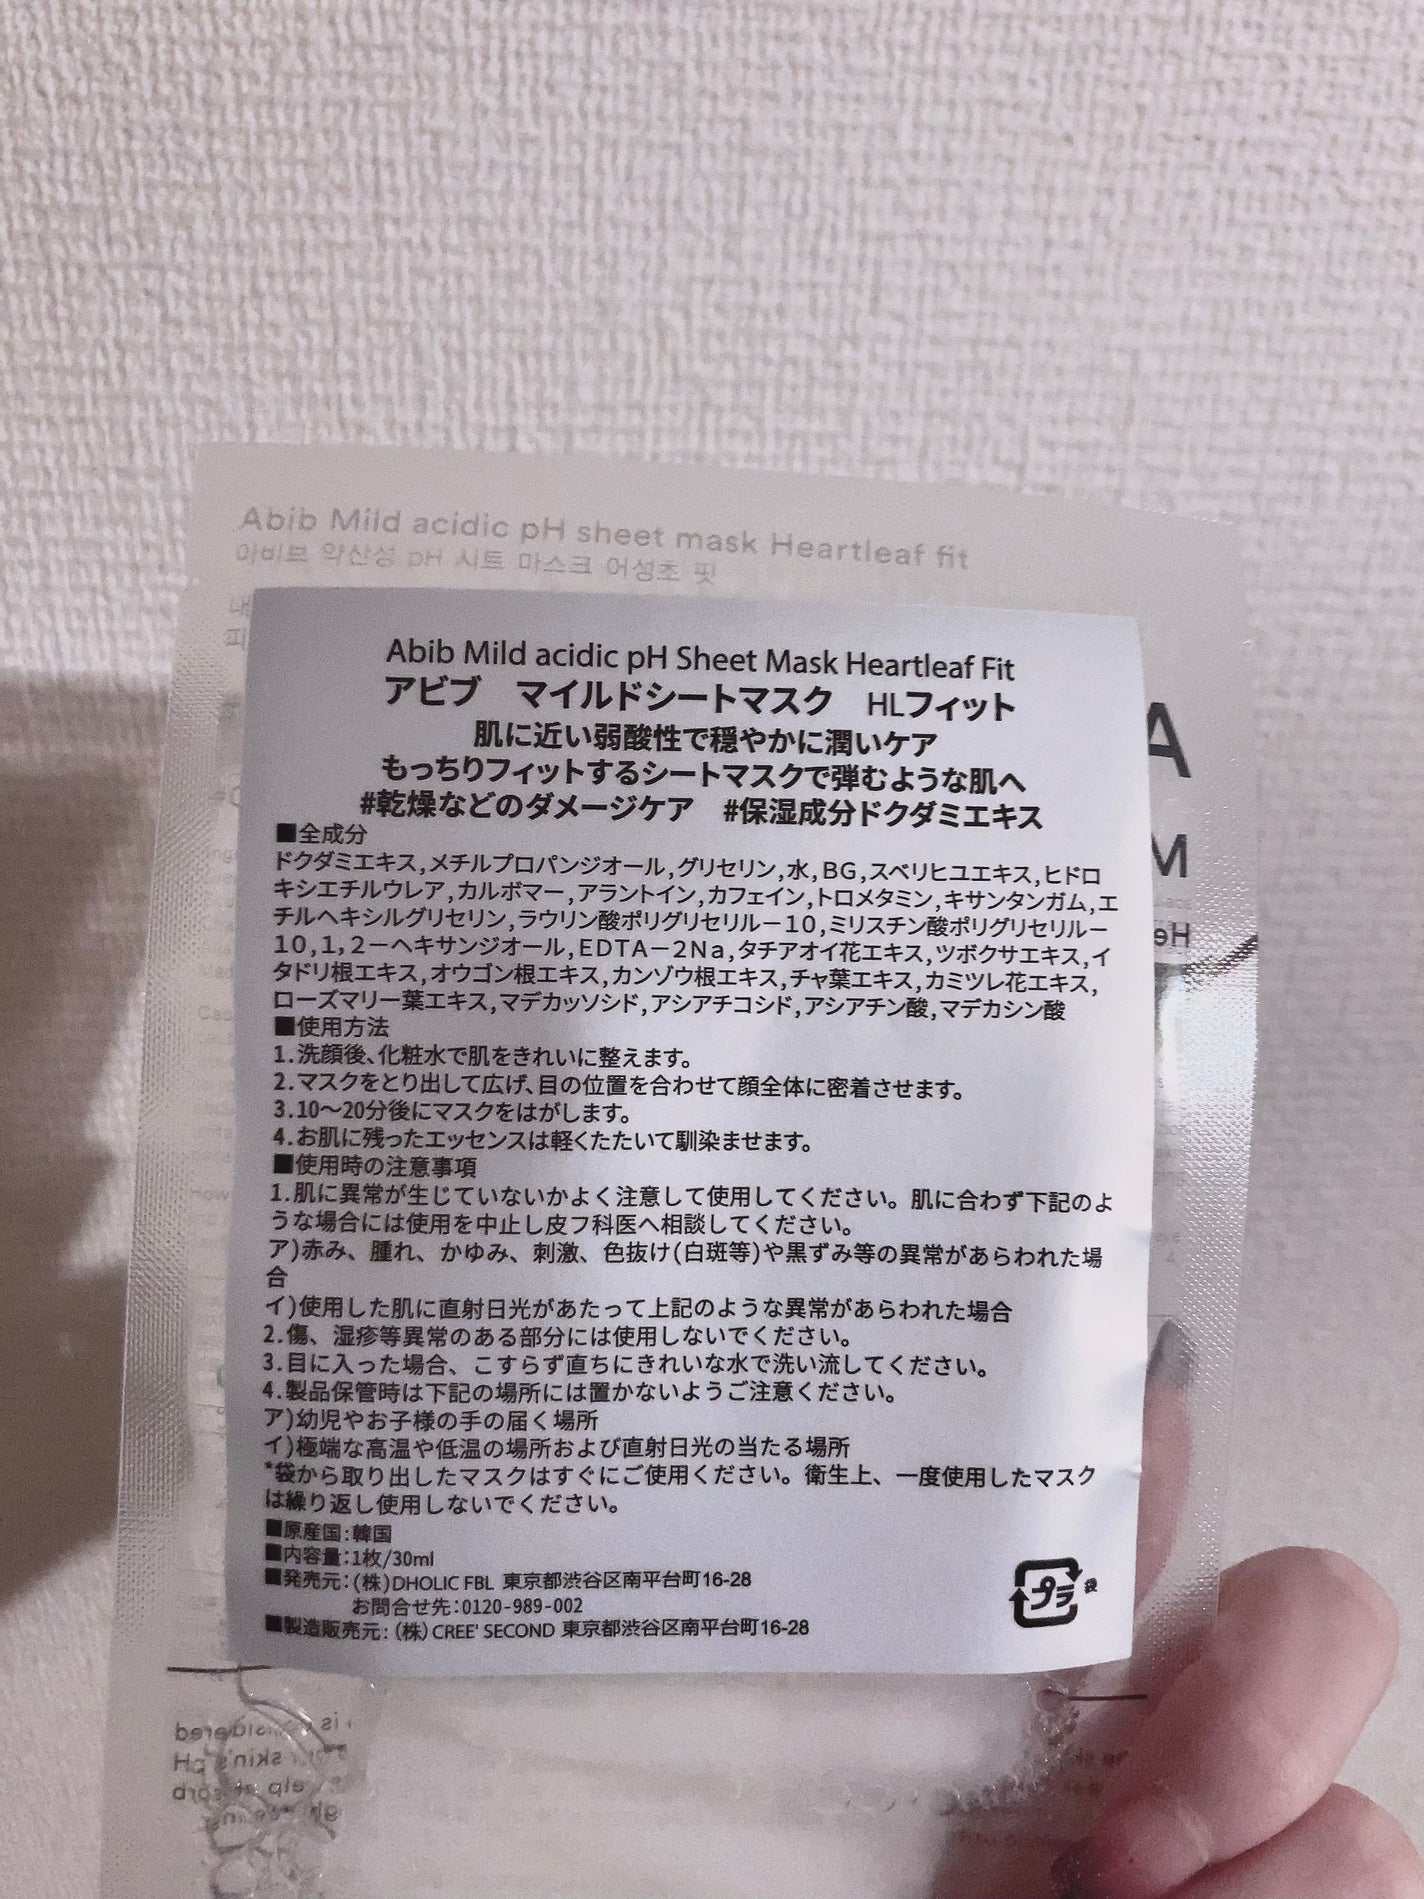 Abib Mild acidic pH sheet mask Heartleaf fit
아비브 약산성 pH 시트 마스크 어성초 핏
Abib Mild acidic pH Sheet Mask Heartleaf Fit
アビブ　マイルドシートマスク　HLフィット
肌に近い弱酸性で穏やかに潤いケア
もっちりフィットするシートマスクで弾むような肌へ
#乾燥などのダメージケア　#保湿成分ドクダミエキス
■全成分
ドクダミエキス,メチルプロパンジオール,グリセリン,水,BG,スベリヒユエキス,ヒドロ
キシエチルウレア,カルボマー,アラントイン,カフェイン,トロメタミン,キサンタンガム,エ
チルヘキシルグリセリン,ラウリン酸ポリグリセリル－10,ミリスチン酸ポリグリセリル－
10,1,2－ヘキサンジオール,EDTA－2Na,タチアオイ花エキス,ツボクサエキス,イ
タドリ根エキス,オウゴン根エキス,カンゾウ根エキス,チャ葉エキス,カミツレ花エキス,
ローズマリー葉エキス,マデカッソシド,アシアチコシド,アシアチン酸,マデカシン酸
■使用方法
1.洗顔後、化粧水で肌をきれいに整えます。
2.マスクをとり出して広げ、目の位置を合わせて顔全体に密着させます。
3.10～20分後にマスクをはがします。
4.お肌に残ったエッセンスは軽くたたいて馴染ませます。
■使用時の注意事項
1.肌に異常が生じていないかよく注意して使用してください。肌に合わず下記のよ
うな場合には使用を中止し皮フ科医へ相談してください。
ア)赤み、腫れ、かゆみ、刺激、色抜け(白斑等)や黒ずみ等の異常があらわれた場
合
イ)使用した肌に直射日光があたって上記のような異常があらわれた場合
2.傷、湿疹等異常のある部分には使用しないでください。
3.目に入った場合、こすらず直ちにきれいな水で洗い流してください。
4.製品保管時は下記の場所には置かないようご注意ください。
ア)幼児やお子様の手の届く場所
イ)極端な高温や低温の場所および直射日光の当たる場所
*袋から取り出したマスクはすぐにご使用ください。衛生上、一度使用したマスク
は繰り返し使用しないでください。
■原産国:韓国
■内容量:1枚/30ml
■発売元:(株)DHOLIC FBL 東京都渋谷区南平台町16-28
お問合せ先:0120-989-002
■製造販売元:(株)CREE' SECOND 東京都渋谷区南平台町16-28
プラ 袋